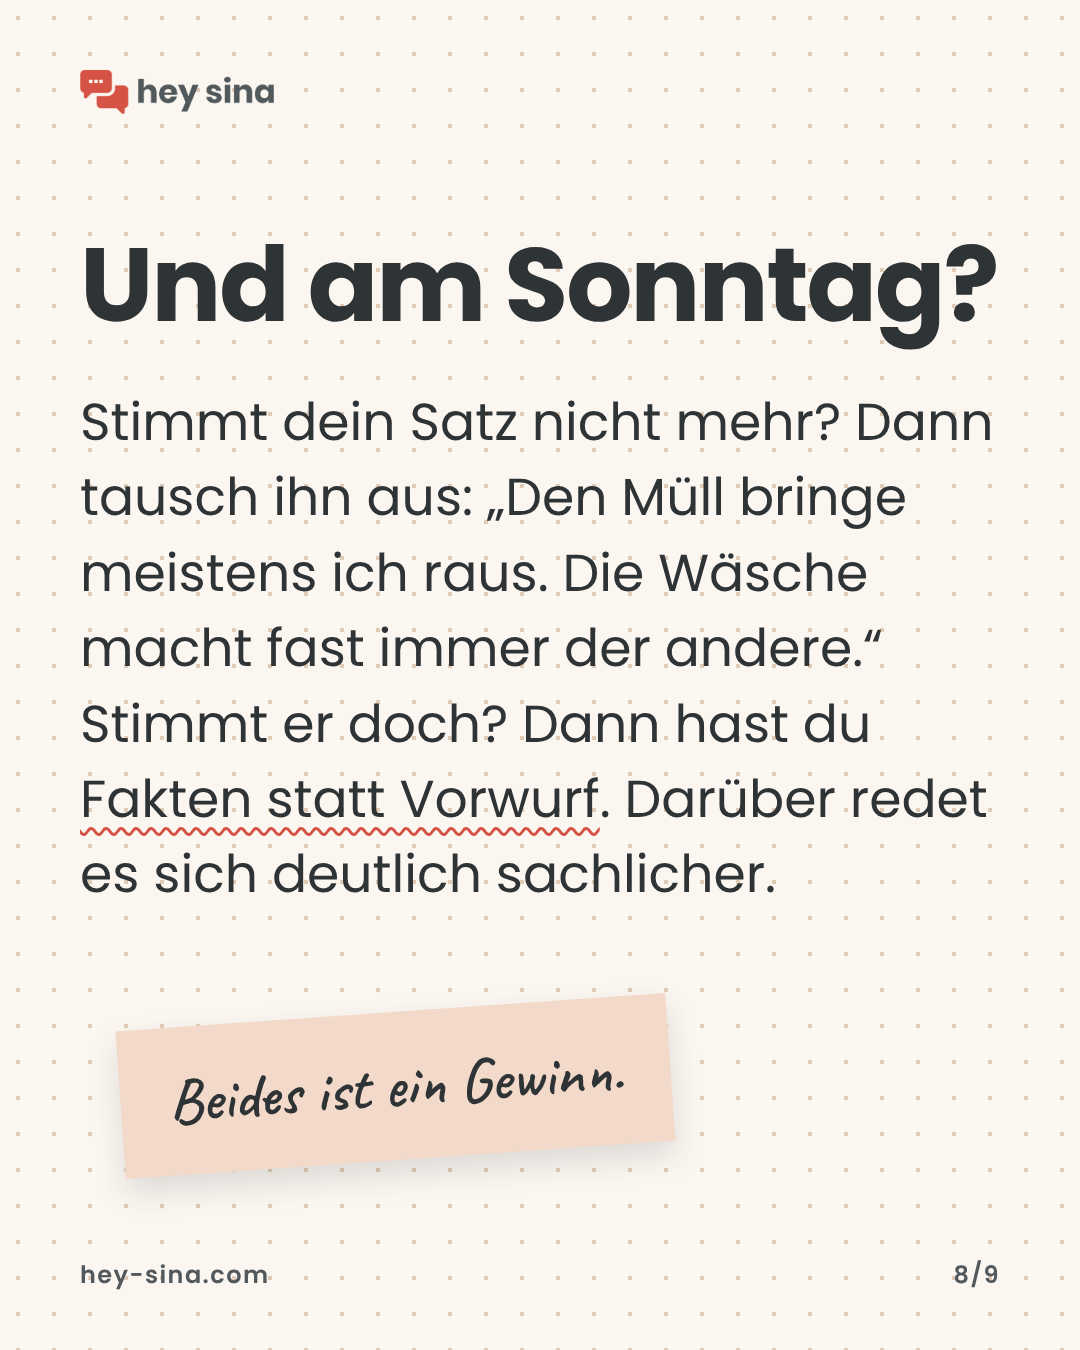 hey sina
Und am Sonntag?
Stimmt dein Satz nicht mehr? Dann
tausch ihn aus: „Den Müll bringe
meistens ich raus. Die Wäsche
macht fast immer der andere.“
Stimmt er doch? Dann hast du
Fakten statt Vorwurf. Darüber redet
es sich deutlich sachlicher.
Beides ist ein Gewinn.
hey-sina.com
8/9